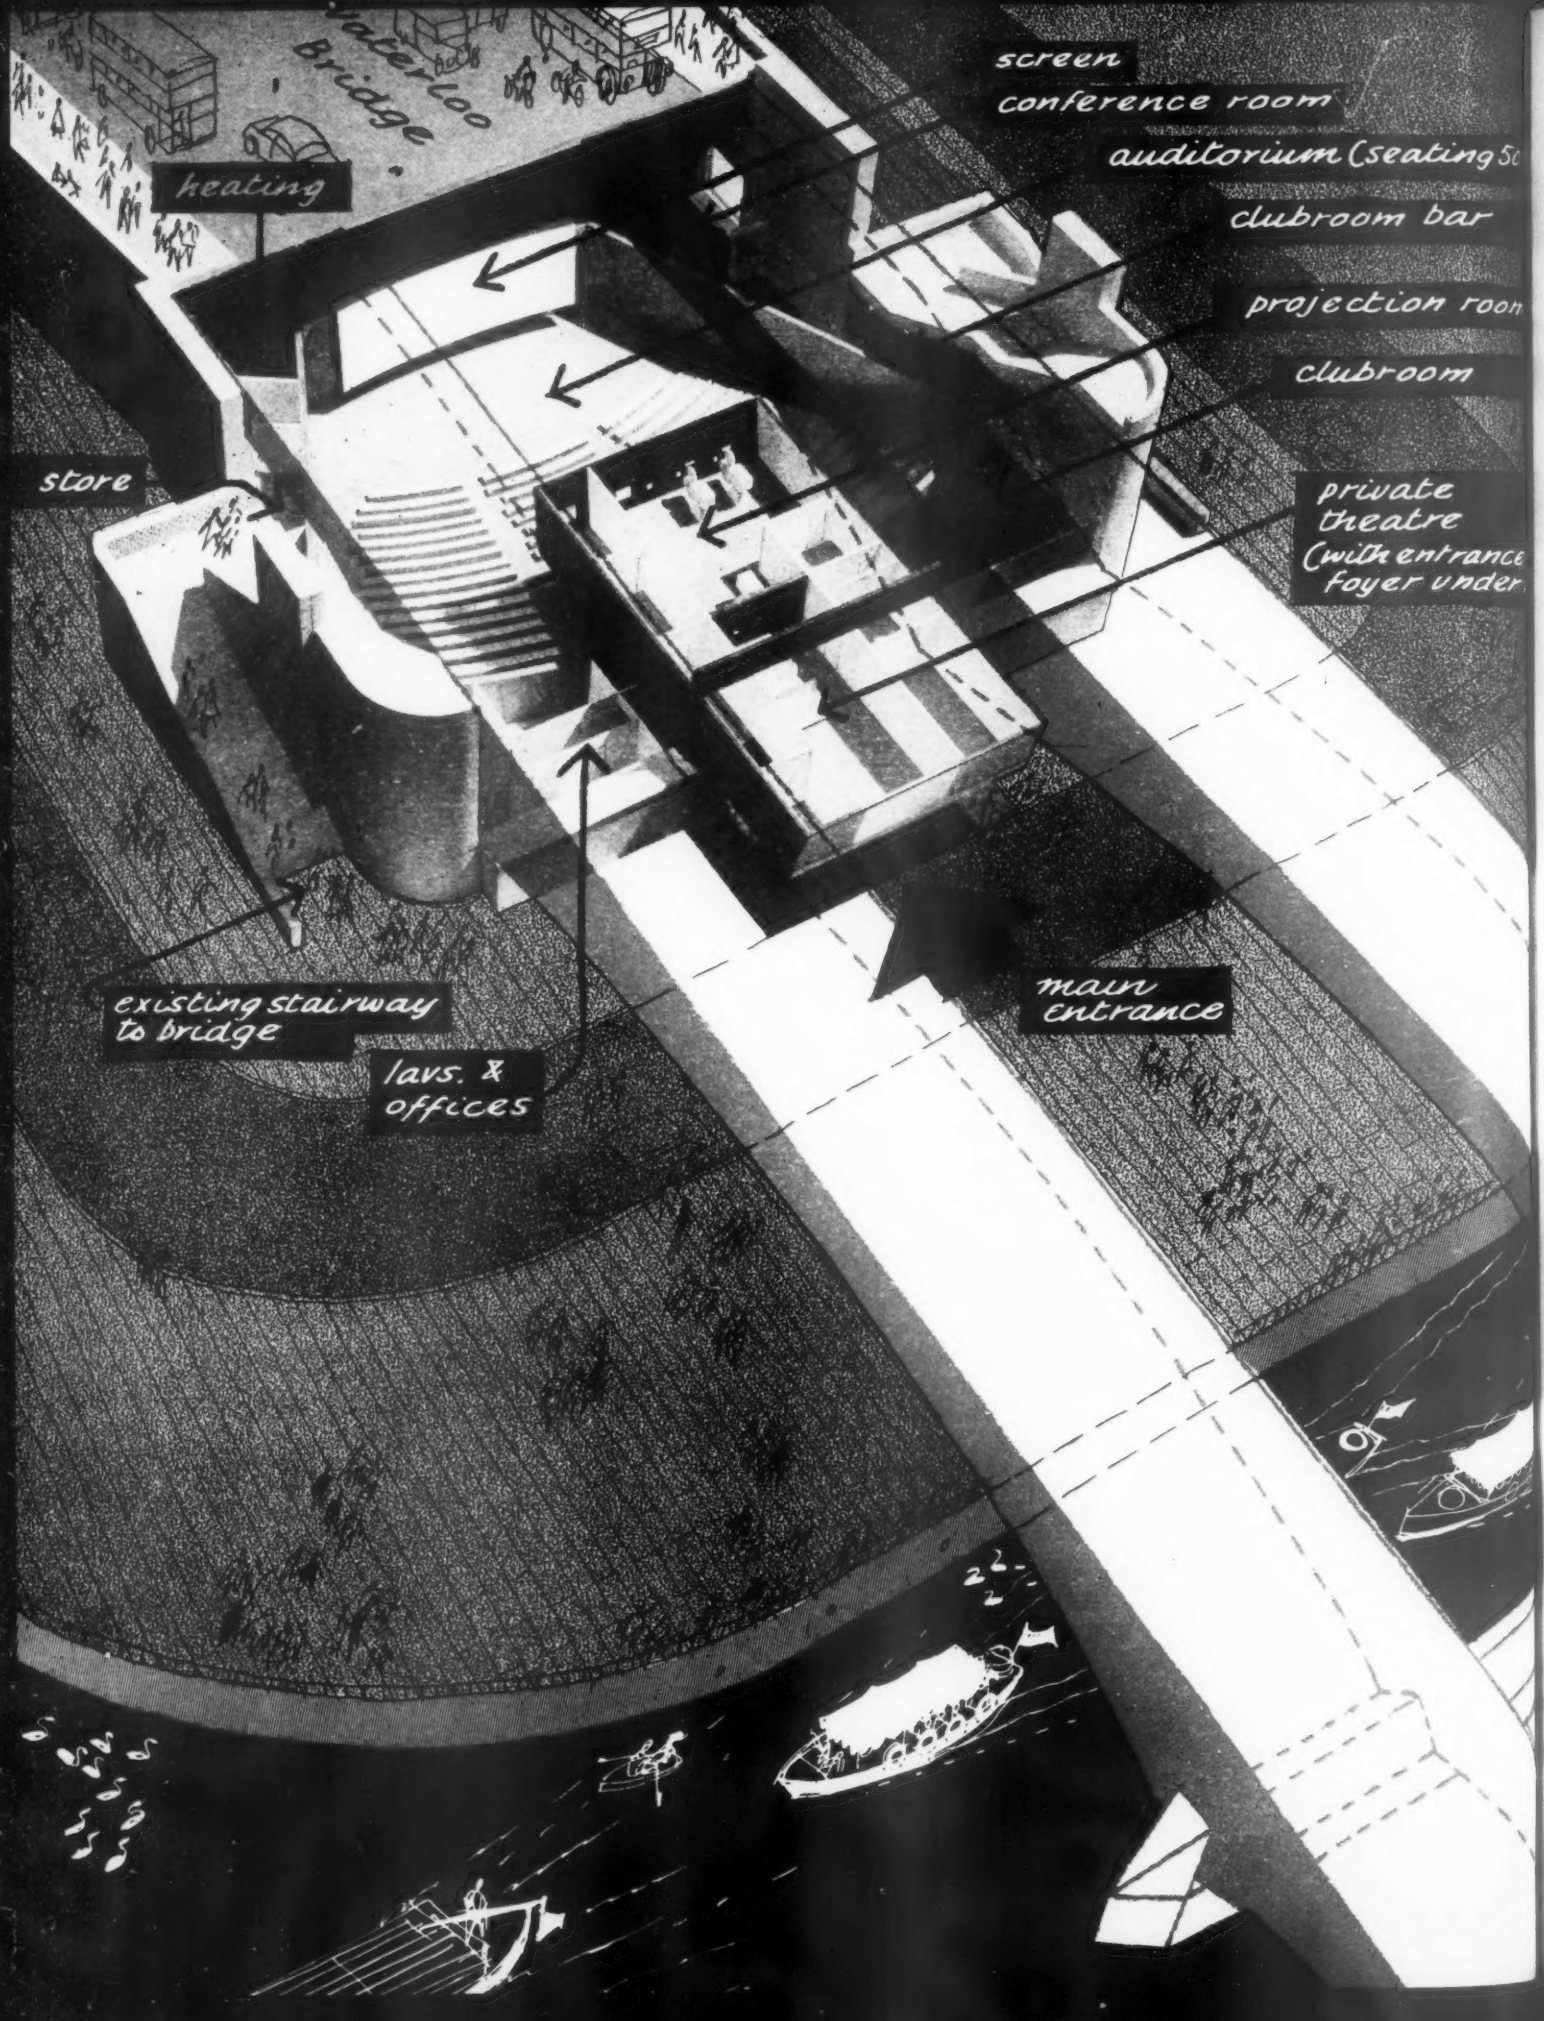 Waterloo
Bridge
screen
conference room
auditorium (seating
heating
clubroom bar
projection room
clubroom
store
private
theatre
(with entrance
foyer under
main
entrance
existing stairway
to bridge
lavs. &
offices